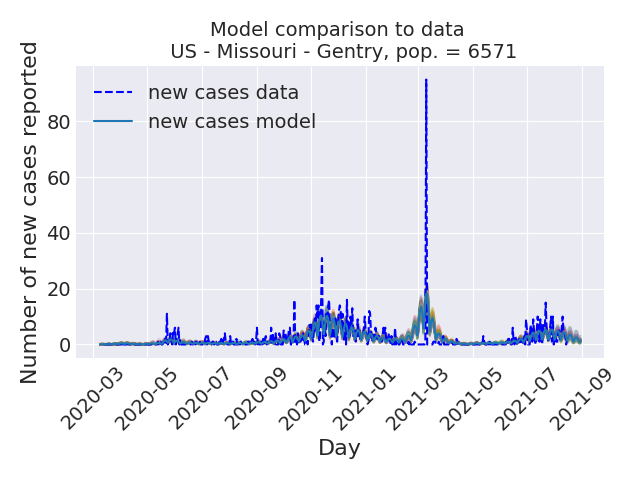 Model comparison to data
US - Missouri - Gentry, pop. = 6571
Number of new cases reported
new cases data
new cases model
80
60
40
20
0
2020-03
2020-05
2020-07
2020-09
2020-11
2021-01
2021-03
2021-05
2021-07
2021-09
Day